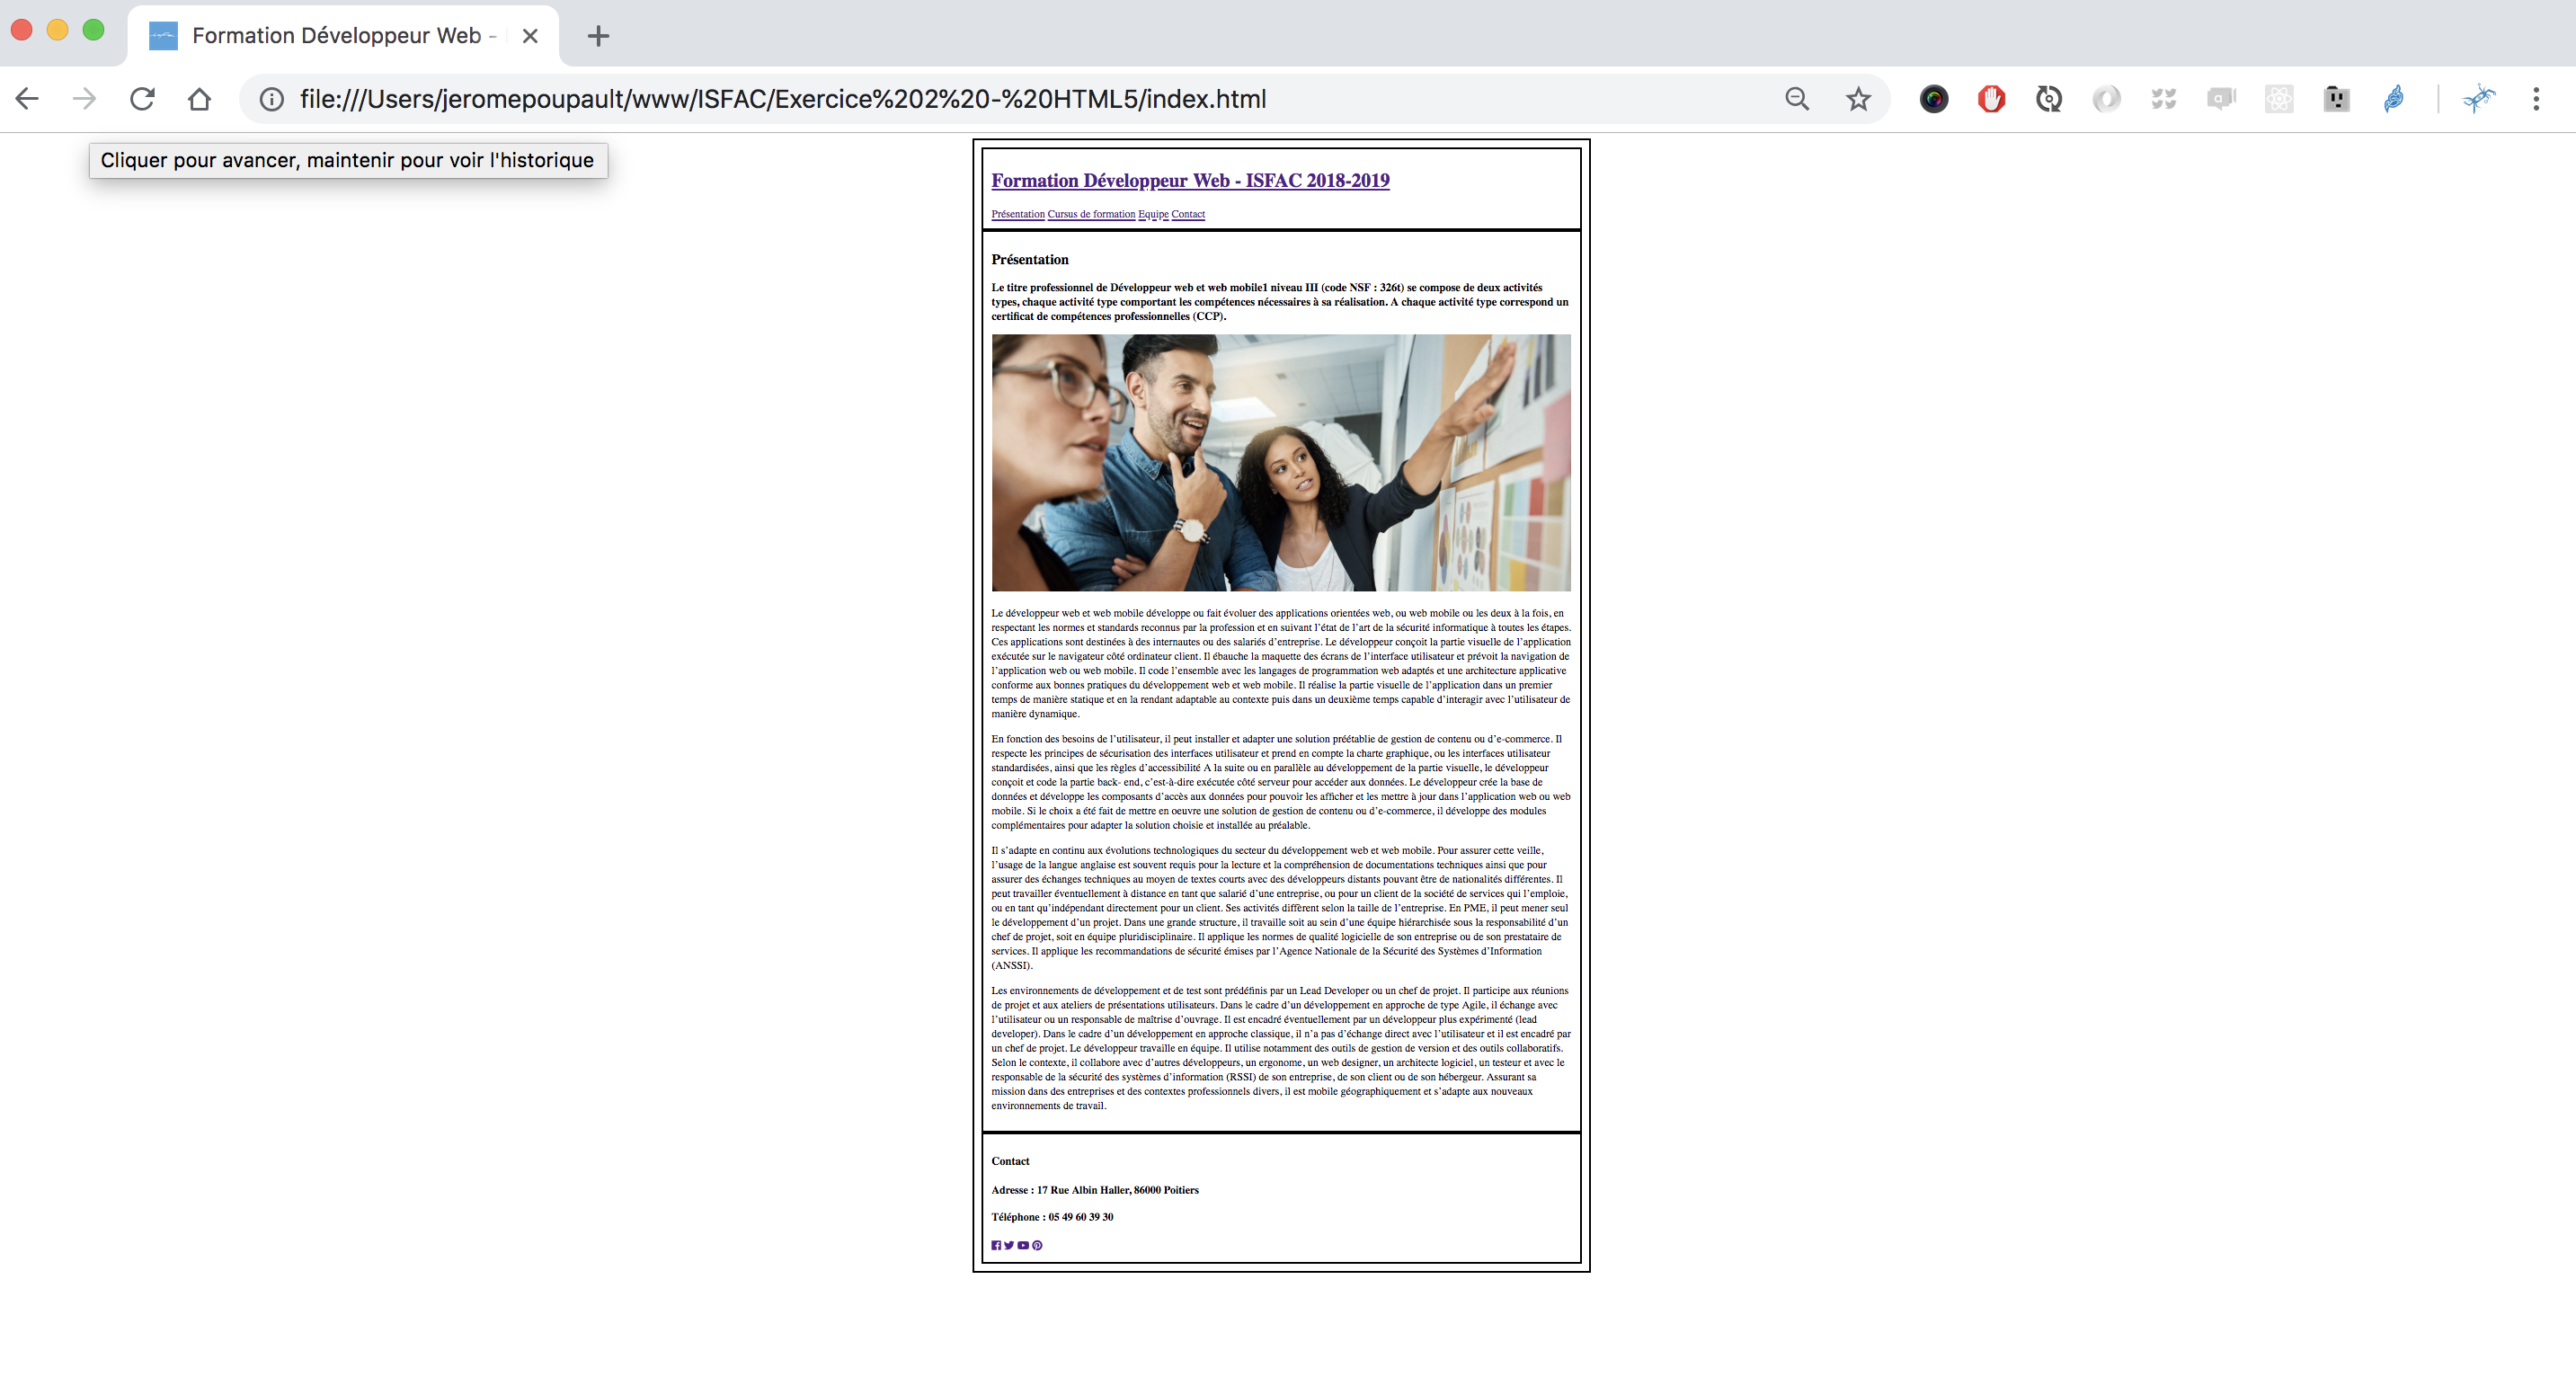 Formation Développeur Web -
file:///Users/jeromepoupault/www/ISFAC/Exercice%202%20-%20HTML5/index.html
Cliquer pour avancer, maintenir pour voir l'historique
Formation Développeur Web - ISFAC 2018-2019
Présentation Cursus de formation Equipe Contact
Présentation
Le titre professionnel de Développeur web et web mobile1 niveau III (code NSF : 326t) se compose de deux activités
types, chaque activité type comportant les compétences nécessaires à sa réalisation. A chaque activité type correspond un
certificat de compétences professionnelles (CCP).
Le développeur web et web mobile développe ou fait évoluer des applications orientées web, ou web mobile ou les deux à la fois, en
respectant les normes et standards reconnus par la profession et en suivant l’état de l’art de la sécurité informatique à toutes les étapes.
Ces applications sont destinées à des internautes ou des salariés d’entreprise. Le développeur conçoit la partie visuelle de l’application
exécutée sur le navigateur côté ordinateur client. Il ébauche la maquette des écrans de l’interface utilisateur et prévoit la navigation de
l’application web ou web mobile. Il code l’ensemble avec les langages de programmation web adaptés et une architecture applicative
conforme aux bonnes pratiques du développement web et web mobile. Il réalise la partie visuelle de l’application dans un premier
temps de manière statique et en la rendant adaptable au contexte puis dans un deuxième temps capable d’interagir avec l’utilisateur de
manière dynamique.
En fonction des besoins de l’utilisateur, il peut installer et adapter une solution préétablie de gestion de contenu ou d’e-commerce. Il
respecte les principes de sécurisation des interfaces utilisateur et prend en compte la charte graphique, ou les interfaces utilisateur
standardisées, ainsi que les règles d’accessibilité A la suite ou en parallèle au développement de la partie visuelle, le développeur
conçoit et code la partie back- end, c’est-à-dire exécutée côté serveur pour accéder aux données. Le développeur crée la base de
données et développe les composants d’accès aux données pour pouvoir les afficher et les mettre à jour dans l’application web ou web
mobile. Si le choix a été fait de mettre en oeuvre une solution de gestion de contenu ou d’e-commerce, il développe des modules
complémentaires pour adapter la solution choisie et installée au préalable.
Il s’adapte en continu aux évolutions technologiques du secteur du développement web et web mobile. Pour assurer cette veille,
l’usage de la langue anglaise est souvent requis pour la lecture et la compréhension de documentations techniques ainsi que pour
assurer des échanges techniques au moyen de textes courts avec des développeurs distants pouvant être de nationalités différentes. Il
peut travailler éventuellement à distance en tant que salarié d’une entreprise, ou pour un client de la société de services qui l’emploie,
ou en tant qu’indépendant directement pour un client. Ses activités diffèrent selon la taille de l’entreprise. En PME, il peut mener seul
le développement d’un projet. Dans une grande structure, il travaille soit au sein d’une équipe hiérarchisée sous la responsabilité d’un
chef de projet, soit en équipe pluridisciplinaire. Il applique les normes de qualité logicielle de son entreprise ou de son prestataire de
services. Il applique les recommandations de sécurité émises par l’Agence Nationale de la Sécurité des Systèmes d’Information
(ANSSI).
Les environnements de développement et de test sont prédéfinis par un Lead Developer ou un chef de projet. Il participe aux réunions
de projet et aux ateliers de présentations utilisateurs. Dans le cadre d’un développement en approche de type Agile, il échange avec
l’utilisateur ou un responsable de maîtrise d’ouvrage. Il est encadré éventuellement par un développeur plus expérimenté (lead
developer). Dans le cadre d’un développement en approche classique, il n’a pas d’échange direct avec l’utilisateur et il est encadré par
un chef de projet. Le développeur travaille en équipe. Il utilise notamment des outils de gestion de version et des outils collaboratifs.
Selon le contexte, il collabore avec d’autres développeurs, un ergonome, un web designer, un architecte logiciel, un testeur et avec le
responsable de la sécurité des systèmes d’information (RSSI) de son entreprise, de son client ou de son hébergeur. Assurant sa
mission dans des entreprises et des contextes professionnels divers, il est mobile géographiquement et s’adapte aux nouveaux
environnements de travail.
Contact
Adresse : 17 Rue Albin Haller, 86000 Poitiers
Téléphone : 05 49 60 39 30